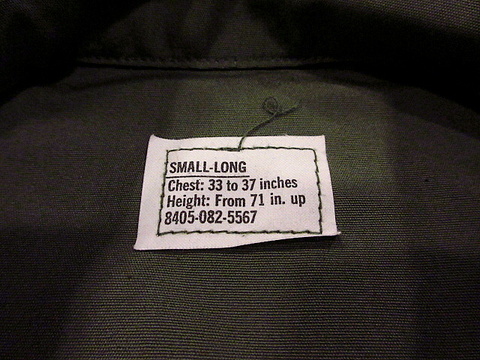 SMALL-LONG
Chest: 33 to 37 inches
Height: From 71 in. up
8405-082-5567